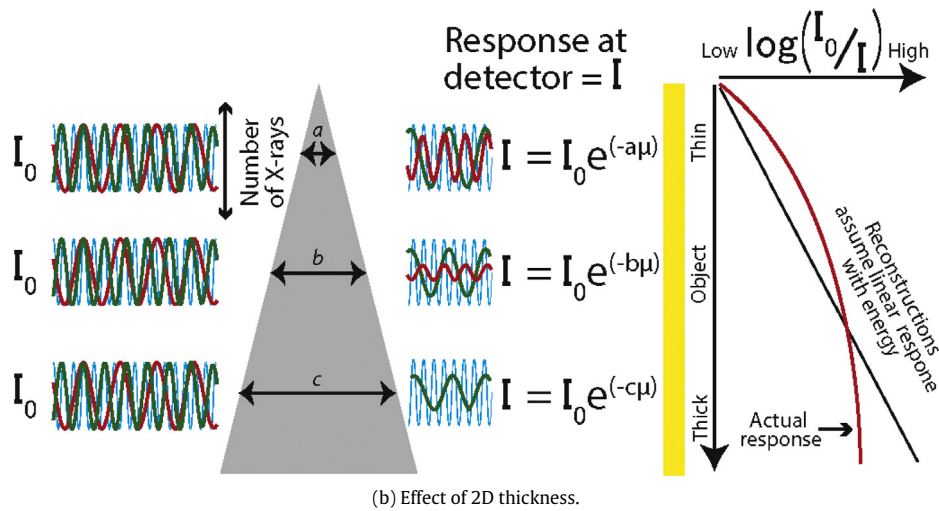 Response at
detector = I
Low log(I₀/I) High
I₀
Number
of X-rays
a
I = I₀e^(-aμ)
Thin
I₀
b
I = I₀e^(-bμ)
Object
Reconstructions
assume linear respone
with energy
I₀
c
I = I₀e^(-cμ)
Thick
Actual
response
(b) Effect of 2D thickness.